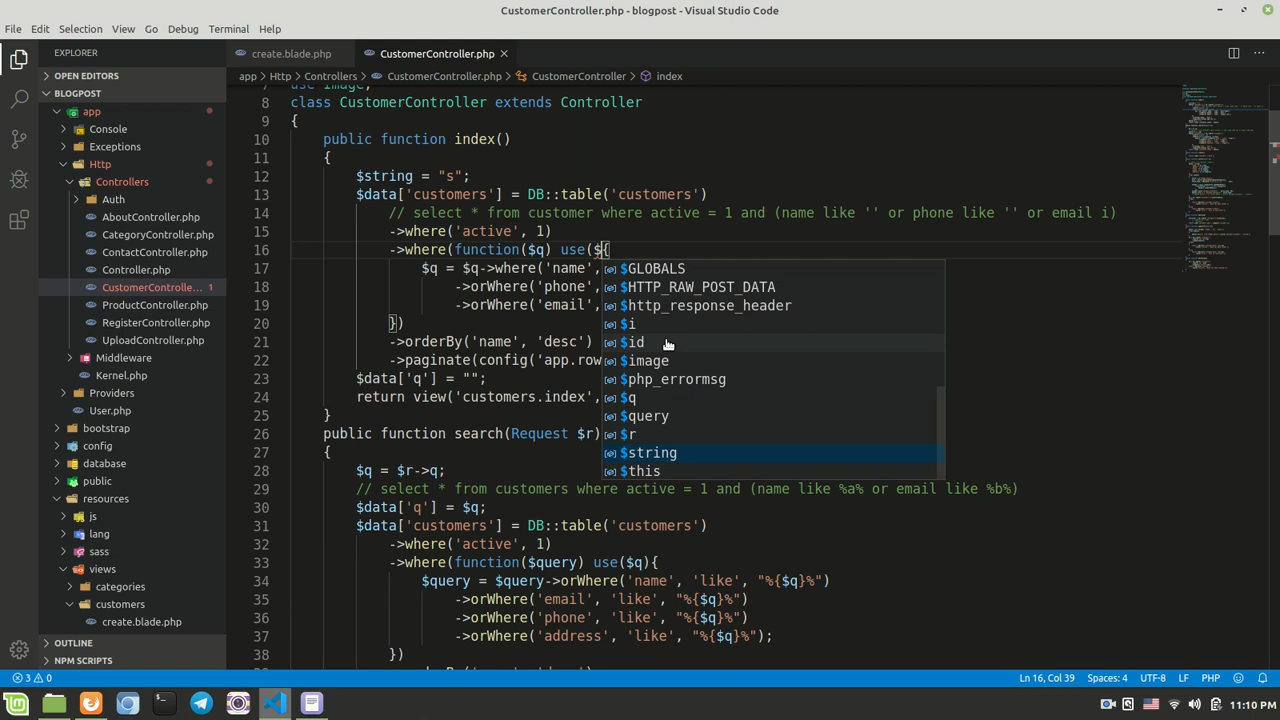 CustomerController.php - blogpost - Visual Studio Code
File Edit Selection View Go Debug Terminal Help
EXPLORER
OPEN EDITORS
BLOGPOST
app
Console
Exceptions
Http
Controllers
Auth
AboutController.php
CategoryController.php
ContactController.php
Controller.php
CustomerControlle... 1
ProductController.php
RegisterController.php
UploadController.php
Middleware
Kernel.php
Providers
User.php
bootstrap
config
database
public
resources
js
lang
sass
views
categories
customers
create.blade.php
OUTLINE
NPM SCRIPTS
create.blade.php CustomerController.php
app > Http > Controllers > CustomerController.php > CustomerController > index
7 use Image;
8 class CustomerController extends Controller
9 {
10 public function index()
11 {
12 $string = "s";
13 $data['customers'] = DB::table('customers')
14 // select * from customer where active = 1 and (name like '' or phone like '' or email i)
15 ->where('active' 1)
16 ->where(function($q) use(${
17 $q = $q->where('name',
18 ->orWhere('phone',
19 ->orWhere('email',
20 })
21 ->orderBy('name', 'desc')
22 ->paginate(config('app.row
23 $data['q'] = "";
24 return view('customers.index',
25 }
26 public function search(Request $r)
27 {
28 $q = $r->q;
29 // select * from customers where active = 1 and (name like %a% or email like %b%)
30 $data['q'] = $q;
31 $data['customers'] = DB::table('customers')
32 ->where('active', 1)
33 ->where(function($query) use($q){
34 $query = $query->orWhere('name', 'like', "%{$q}%")
35 ->orWhere('email', 'like', "%{$q}%")
36 ->orWhere('phone', 'like', "%{$q}%")
37 ->orWhere('address', 'like', "%{$q}%");
38 })
$GLOBALS
$HTTP_RAW_POST_DATA
$http_response_header
$i
$id
$image
$php_errormsg
$q
$query
$r
$string
$this
3 0 Ln 16, Col 39 Spaces: 4 UTF-8 LF PHP
11:10 PM